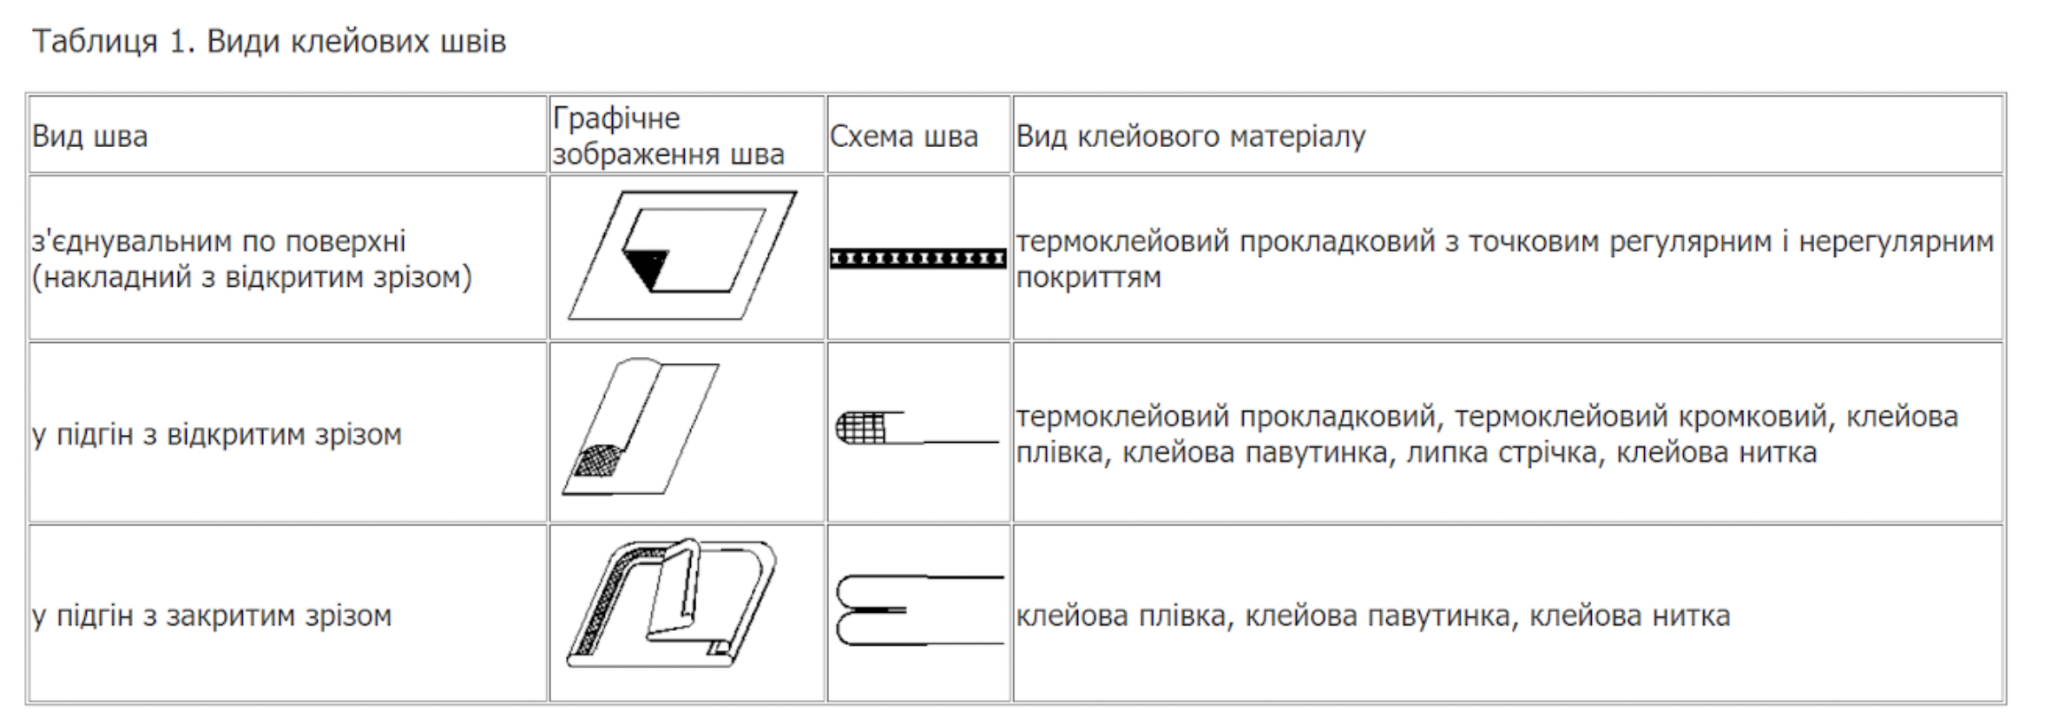 Таблиця 1. Види клейових швів
Вид шва
Графічне
зображення шва
Схема шва
Вид клейового матеріалу
з'єднувальним по поверхні
(накладний з відкритим зрізом)
термоклейовий прокладковий з точковим регулярним і нерегулярним
покриттям
у підгін з відкритим зрізом
термоклейовий прокладковий, термоклейовий кромковий, клейова
плівка, клейова павутинка, липка стрічка, клейова нитка
у підгін з закритим зрізом
клейова плівка, клейова павутинка, клейова нитка